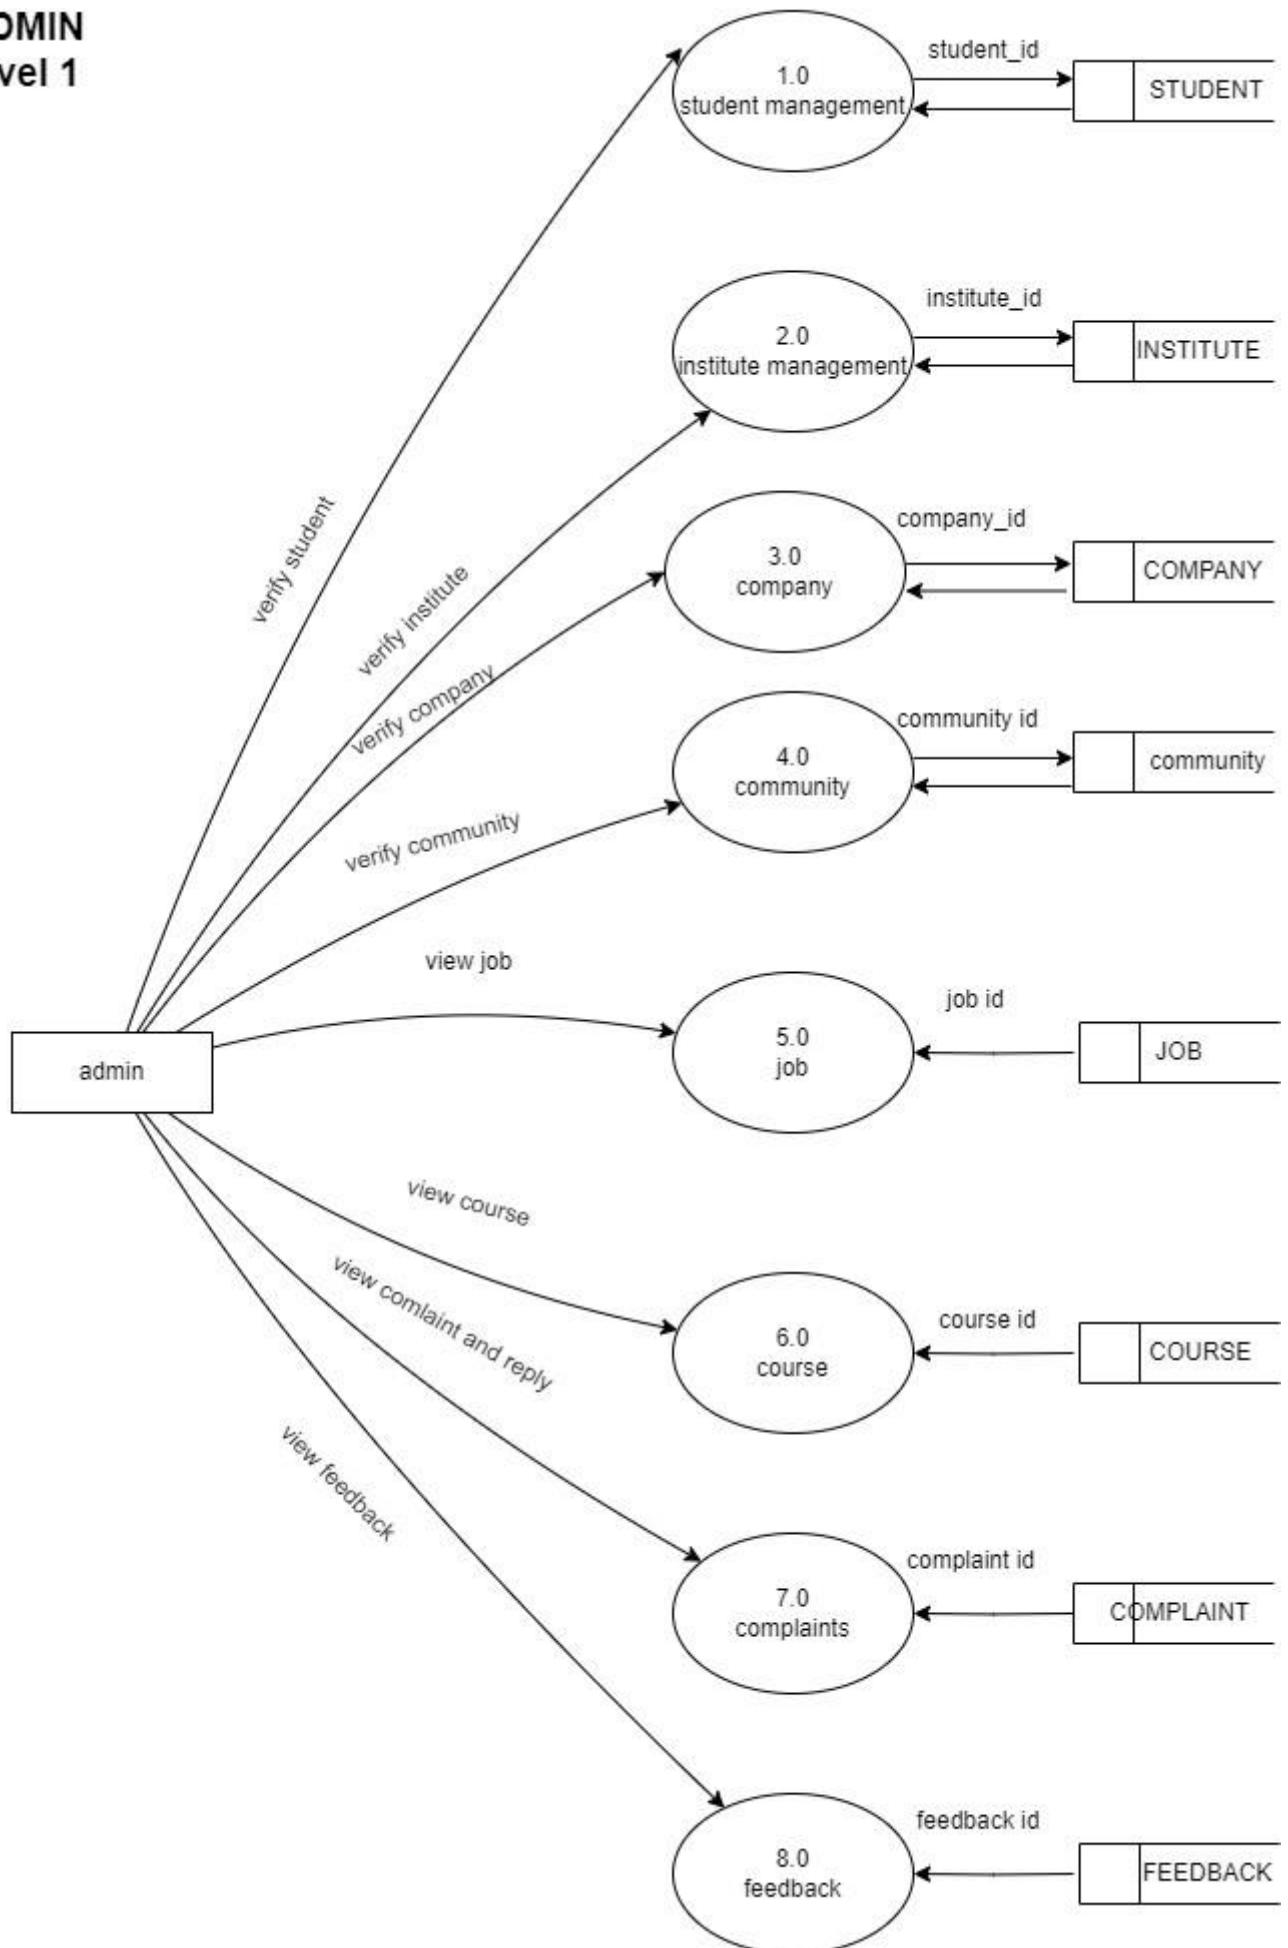 DMIN
vel 1
1.0
student management
student_id
STUDENT
2.0
institute management
institute_id
INSTITUTE
verify student
verify institute
3.0
company
company_id
COMPANY
verify company
4.0
community
community id
community
verify community
view job
5.0
job
job id
JOB
admin
view course
view comlaint and reply
6.0
course
course id
COURSE
view feedback
7.0
complaints
complaint id
COMPLAINT
8.0
feedback
feedback id
FEEDBACK